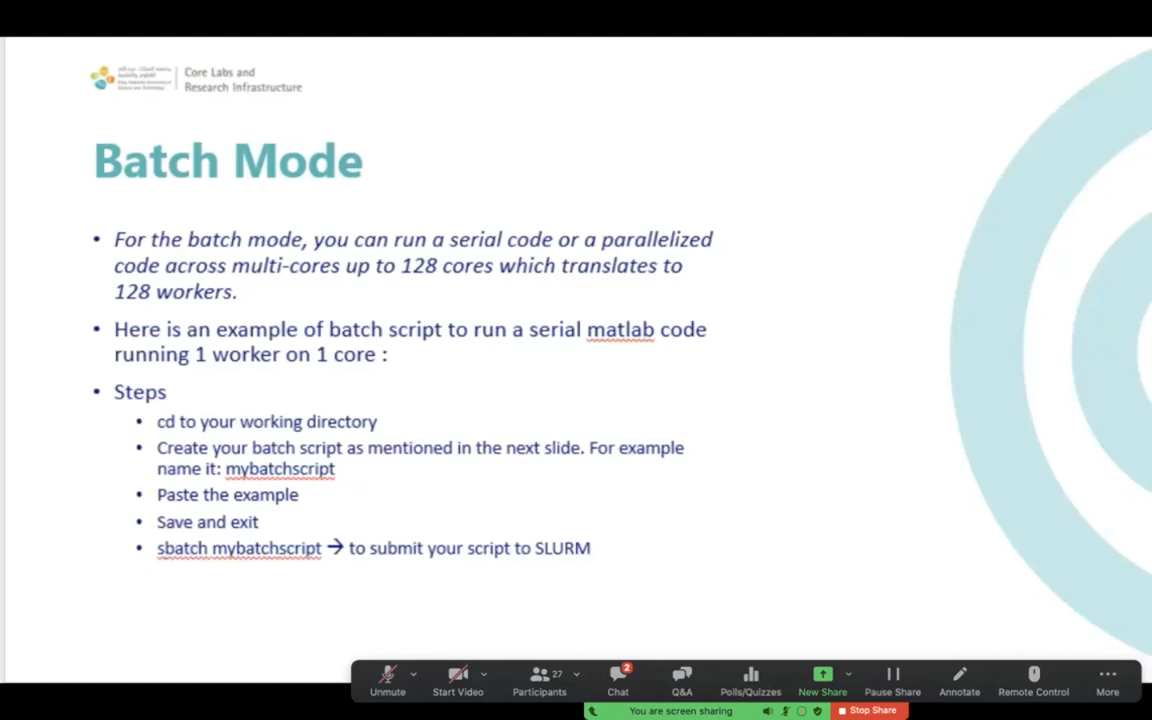 Core Labs and
Research Infrastructure
Batch Mode
• For the batch mode, you can run a serial code or a parallelized
code across multi-cores up to 128 cores which translates to
128 workers.
• Here is an example of batch script to run a serial matlab code
running 1 worker on 1 core :
• Steps
• cd to your working directory
• Create your batch script as mentioned in the next slide. For example
name it: mybatchscript
• Paste the example
• Save and exit
• sbatch mybatchscript → to submit your script to SLURM
Unmute
Start Video
27
Participants
2
Chat
Q&A
Polls/Quizzes
New Share
Pause Share
Annotate
Remote Control
More
You are screen sharing
Stop Share